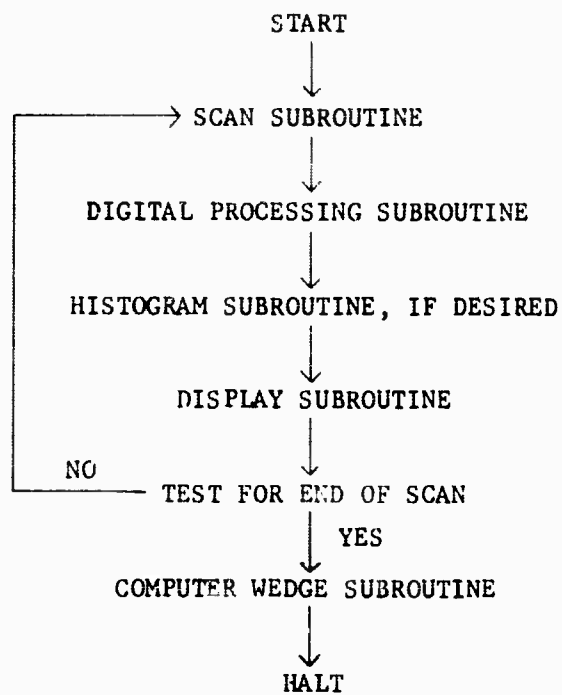 START
SCAN SUBROUTINE
DIGITAL PROCESSING SUBROUTINE
HISTOGRAM SUBROUTINE, IF DESIRED
DISPLAY SUBROUTINE
NO
TEST FOR END OF SCAN
YES
COMPUTER WEDGE SUBROUTINE
HALT